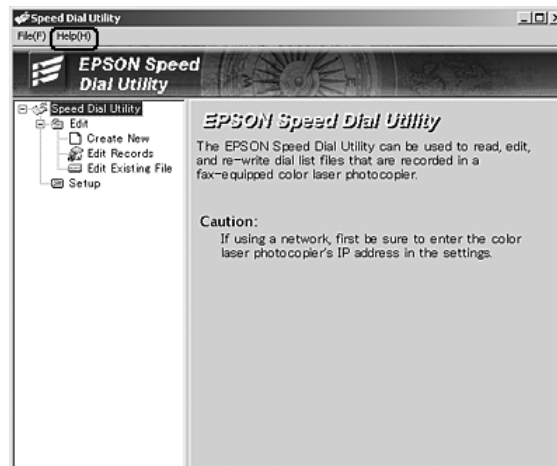 Speed Dial Utility
File(F) Help(H)
EPSON Speed
Dial Utility
Speed Dial Utility
Edit
Create New
Edit Records
Edit Existing File
Setup
EPSON Speed Dial Utility
The EPSON Speed Dial Utility can be used to read, edit,
and re-write dial list files that are recorded in a
fax-equipped color laser photocopier.
Caution:
If using a network, first be sure to enter the color
laser photocopier's IP address in the settings.